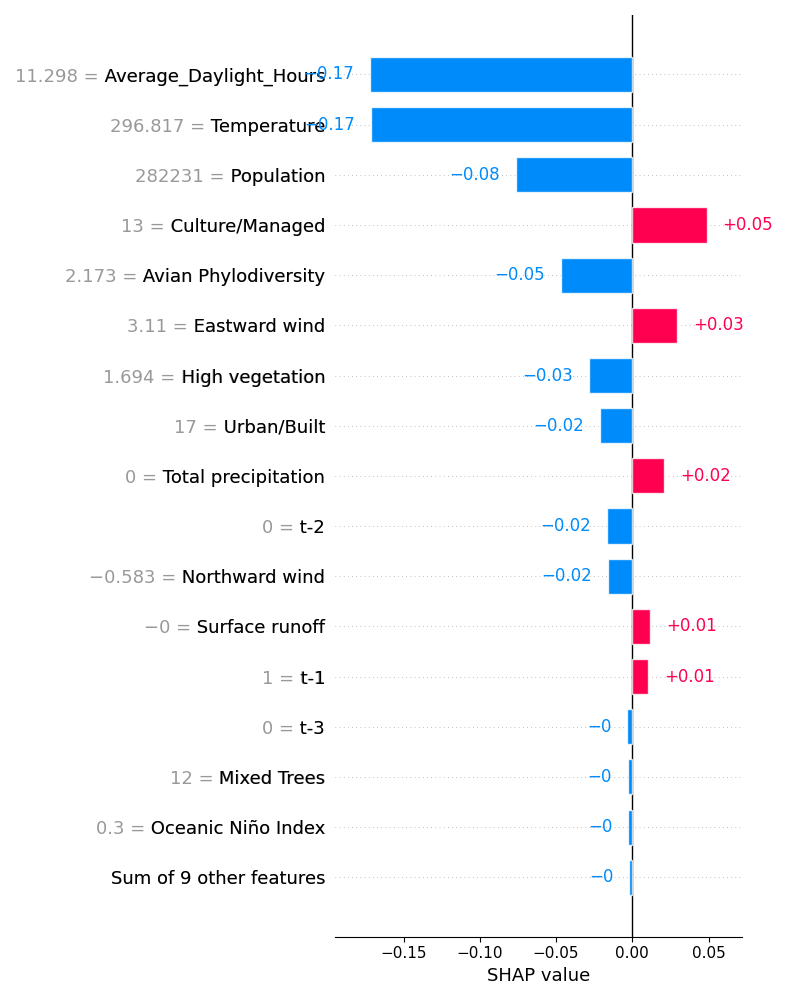 11.298 = Average_Daylight_Hours −0.17
296.817 = Temperature −0.17
282231 = Population −0.08
13 = Culture/Managed +0.05
2.173 = Avian Phylodiversity −0.05
3.11 = Eastward wind +0.03
1.694 = High vegetation −0.03
17 = Urban/Built −0.02
0 = Total precipitation +0.02
0 = t-2 −0.02
−0.583 = Northward wind −0.02
−0 = Surface runoff +0.01
1 = t-1 +0.01
0 = t-3 −0
12 = Mixed Trees −0
0.3 = Oceanic Niño Index −0
Sum of 9 other features −0
−0.15 −0.10 −0.05 0.00 0.05
SHAP value